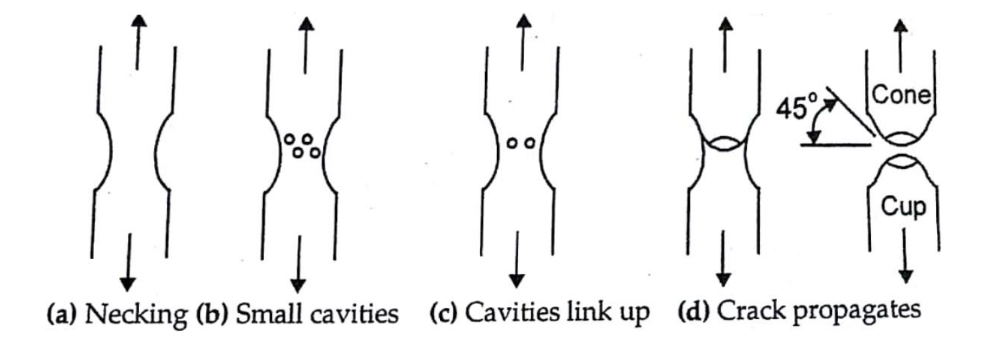 45°
Cone
Cup
(a) Necking (b) Small cavities (c) Cavities link up (d) Crack propagates